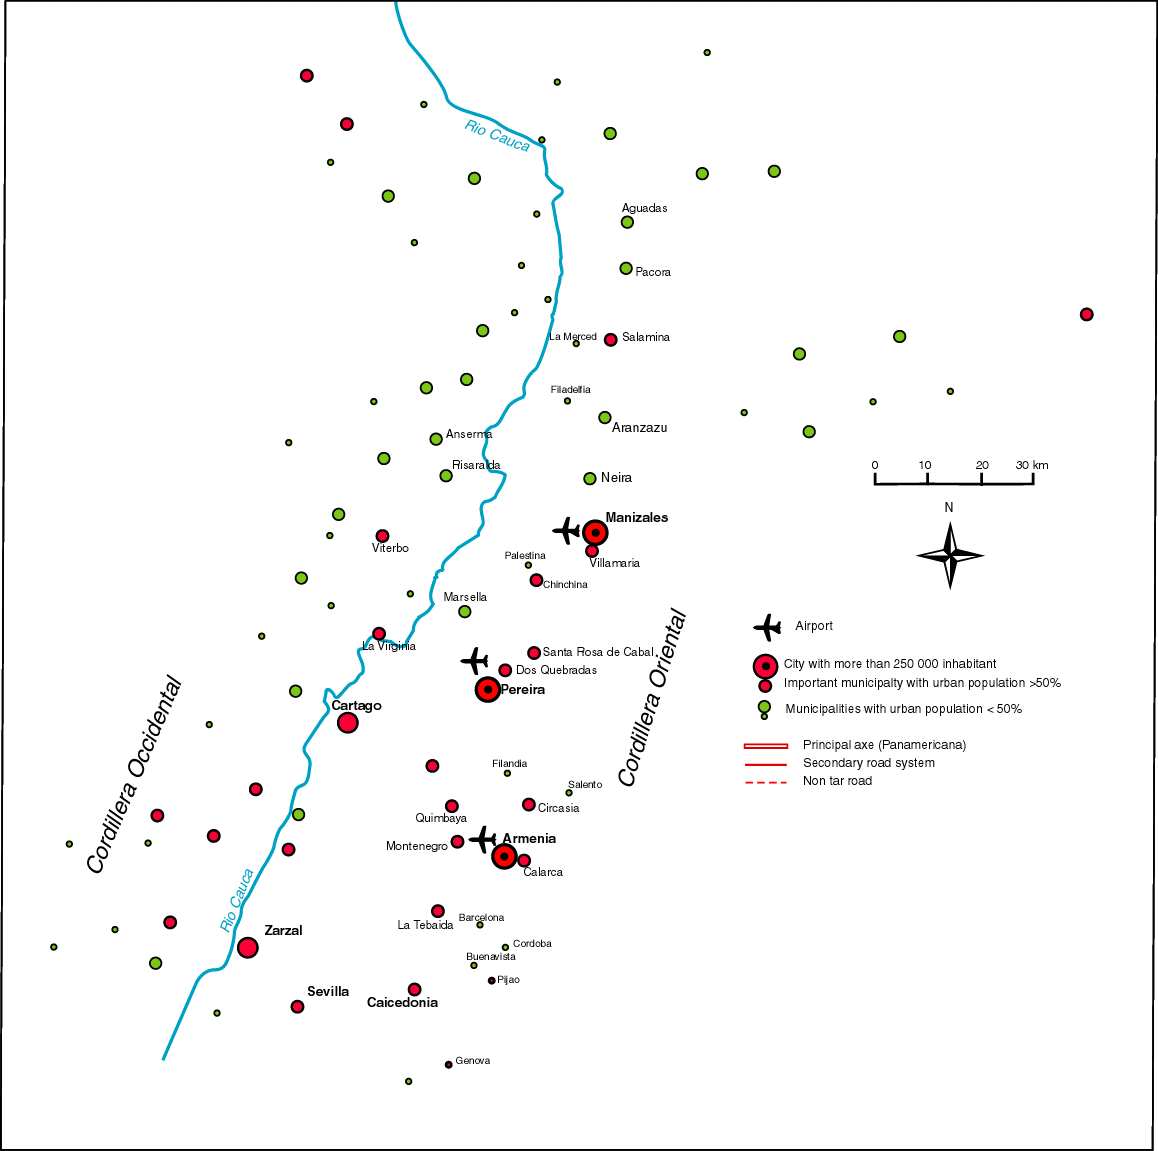 Rio Cauca
Aguadas
Pacora
La Merced
Salamina
Filadelfia
Aranzazu
Anserma
Risaralda
Neira
0 10 20 30 km
N
Manizales
Viterbo
Palestina
Villamaria
Chinchina
Marsella
La Virginia
Santa Rosa de Cabal
Dos Quebradas
Pereira
Cartago
Cordillera Oriental
Cordillera Occidental
Airport
City with more than 250 000 inhabitant
Important municipalty with urban population >50%
Municipalities with urban population < 50%
Principal axe (Panamericana)
Secondary road system
Non tar road
Filandia
Salento
Quimbaya
Circasia
Montenegro
Armenia
Calarca
Rio Cauca
La Tebaida
Barcelona
Zarzal
Cordoba
Buenavista
Pijao
Sevilla
Caicedonia
Genova